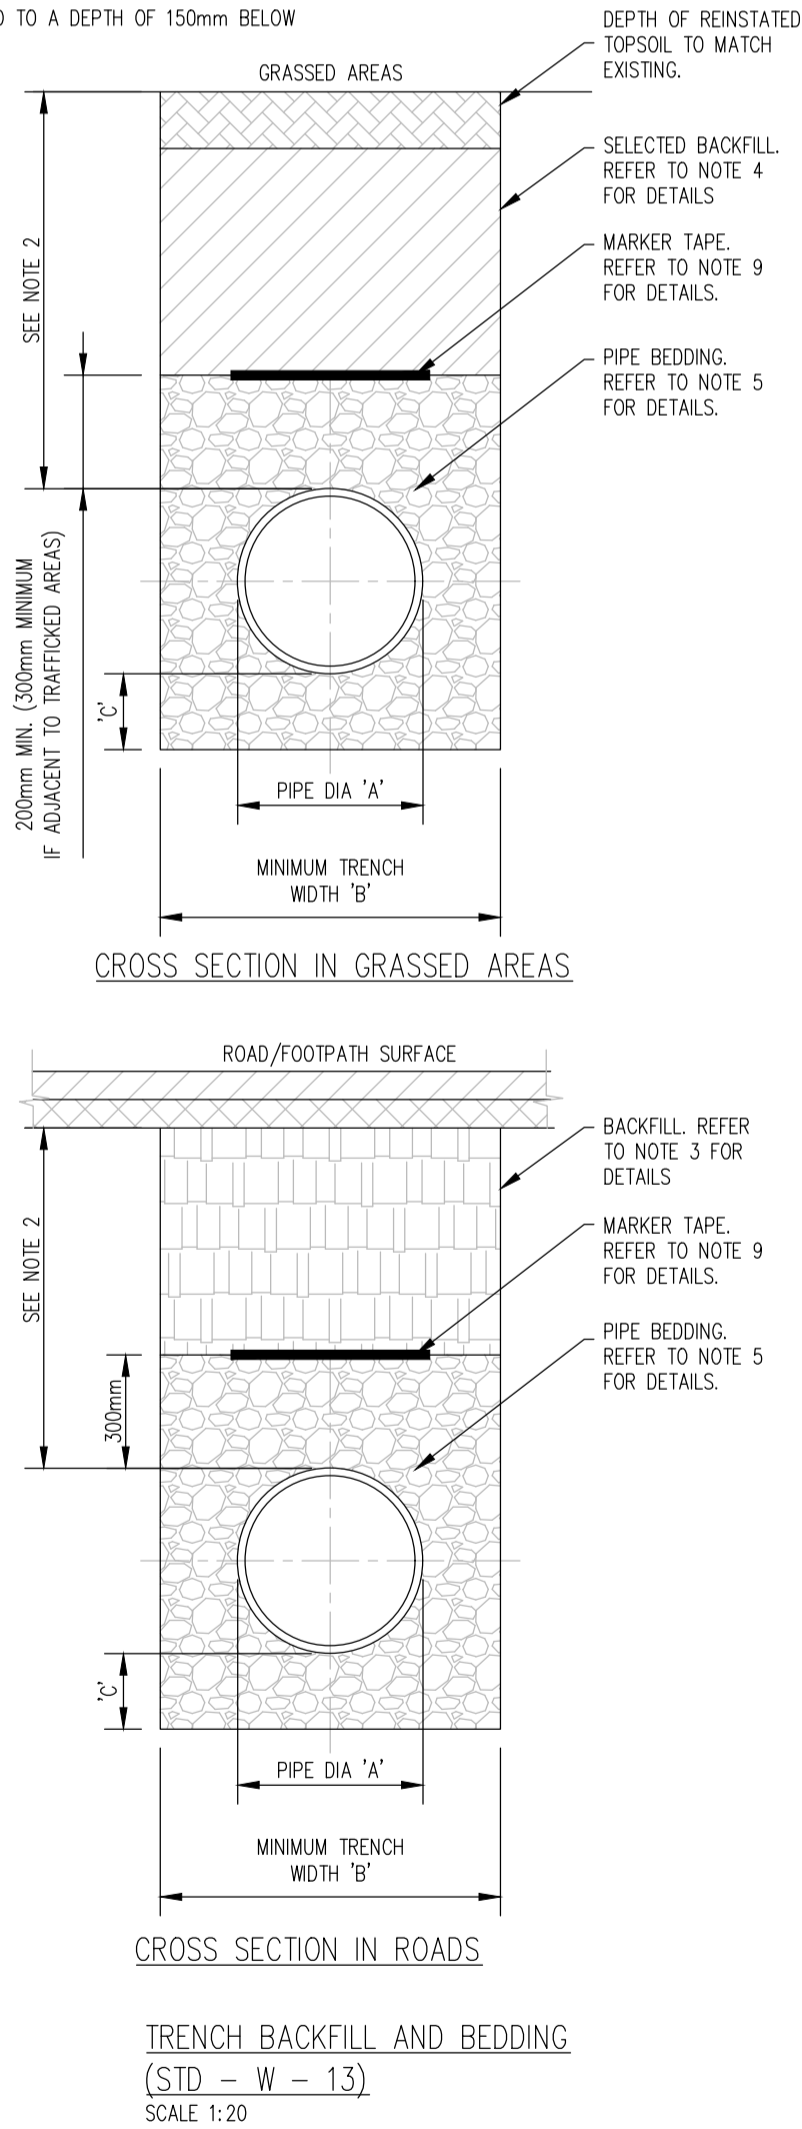 TO A DEPTH OF 150mm BELOW
DEPTH OF REINSTATED
TOPSOIL TO MATCH
EXISTING.
GRASSED AREAS
SELECTED BACKFILL.
REFER TO NOTE 4
FOR DETAILS
SEE NOTE 2
MARKER TAPE.
REFER TO NOTE 9
FOR DETAILS.
PIPE BEDDING.
REFER TO NOTE 5
FOR DETAILS.
200mm MIN. (300mm MINIMUM
IF ADJACENT TO TRAFFICKED AREAS)
'C'
PIPE DIA 'A'
MINIMUM TRENCH
WIDTH 'B'
CROSS SECTION IN GRASSED AREAS
ROAD/FOOTPATH SURFACE
BACKFILL. REFER
TO NOTE 3 FOR
DETAILS
SEE NOTE 2
MARKER TAPE.
REFER TO NOTE 9
FOR DETAILS.
PIPE BEDDING.
REFER TO NOTE 5
FOR DETAILS.
300mm
'C'
PIPE DIA 'A'
MINIMUM TRENCH
WIDTH 'B'
CROSS SECTION IN ROADS
TRENCH BACKFILL AND BEDDING
(STD - W - 13)
SCALE 1:20